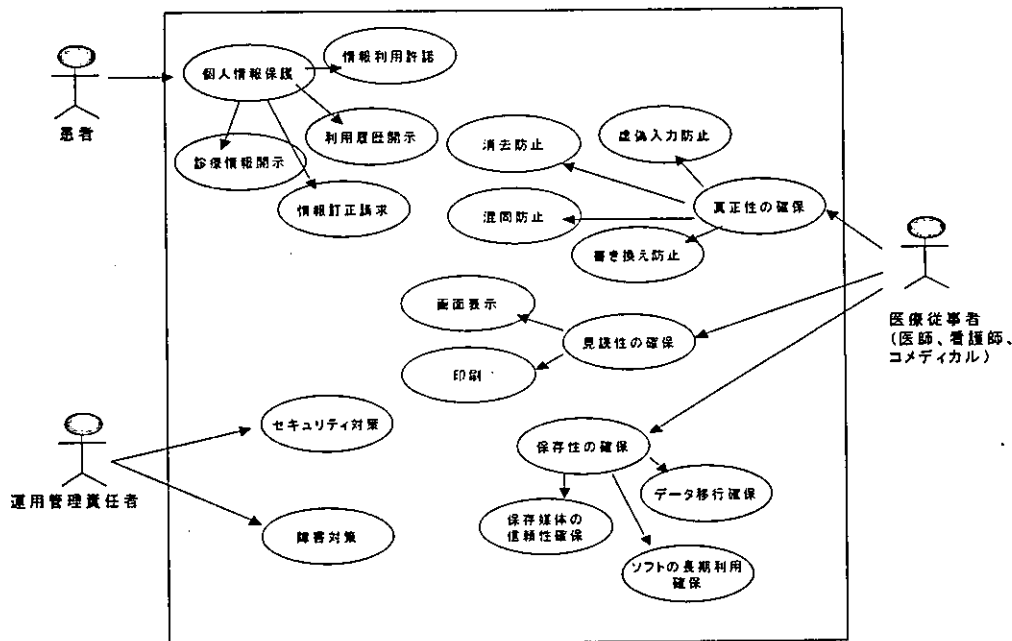 情報利用許諾
個人情報保護
患者
利用履歴開示
診療情報開示
情報訂正請求
虚偽入力防止
消去防止
真正性の確保
混同防止
書き換え防止
医療従事者
(医師、看護師、
コメディカル)
画面表示
見読性の確保
印刷
セキュリティ対策
保存性の確保
運用管理責任者
データ移行確保
保存媒体の
信頼性確保
障害対策
ソフトの長期利用
確保